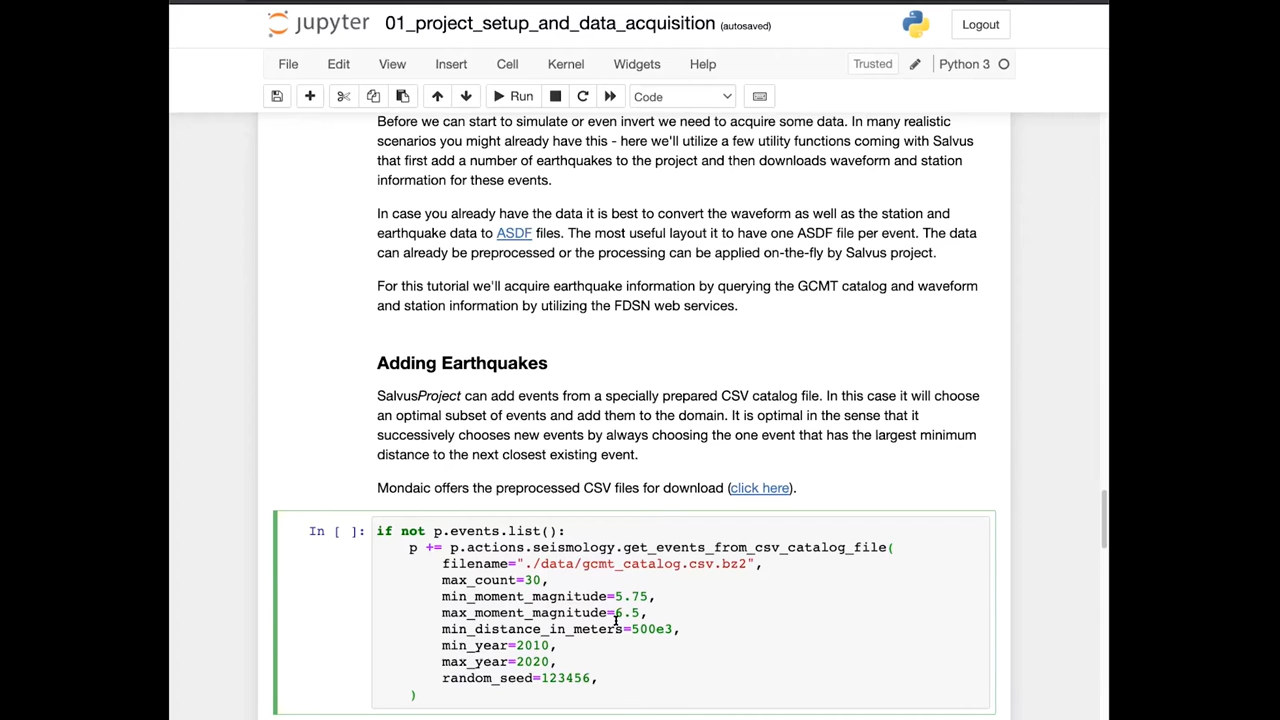 jupyter 01_project_setup_and_data_acquisition (autosaved) Logout
File Edit View Insert Cell Kernel Widgets Help Trusted Python 3
Run Code
Before we can start to simulate or even invert we need to acquire some data. In many realistic
scenarios you might already have this - here we'll utilize a few utility functions coming with Salvus
that first add a number of earthquakes to the project and then downloads waveform and station
information for these events.
In case you already have the data it is best to convert the waveform as well as the station and
earthquake data to ASDF files. The most useful layout it to have one ASDF file per event. The data
can already be preprocessed or the processing can be applied on-the-fly by Salvus project.
For this tutorial we'll acquire earthquake information by querying the GCMT catalog and waveform
and station information by utilizing the FDSN web services.
Adding Earthquakes
SalvusProject can add events from a specially prepared CSV catalog file. In this case it will choose
an optimal subset of events and add them to the domain. It is optimal in the sense that it
successively chooses new events by always choosing the one event that has the largest minimum
distance to the next closest existing event.
Mondaic offers the preprocessed CSV files for download (click here).
In [ ]: if not p.events.list():
p += p.actions.seismology.get_events_from_csv_catalog_file(
filename="./data/gcmt_catalog.csv.bz2",
max_count=30,
min_moment_magnitude=5.75,
max_moment_magnitude=6.5,
min_distance_in_meters=500e3,
min_year=2010,
max_year=2020,
random_seed=123456,
)